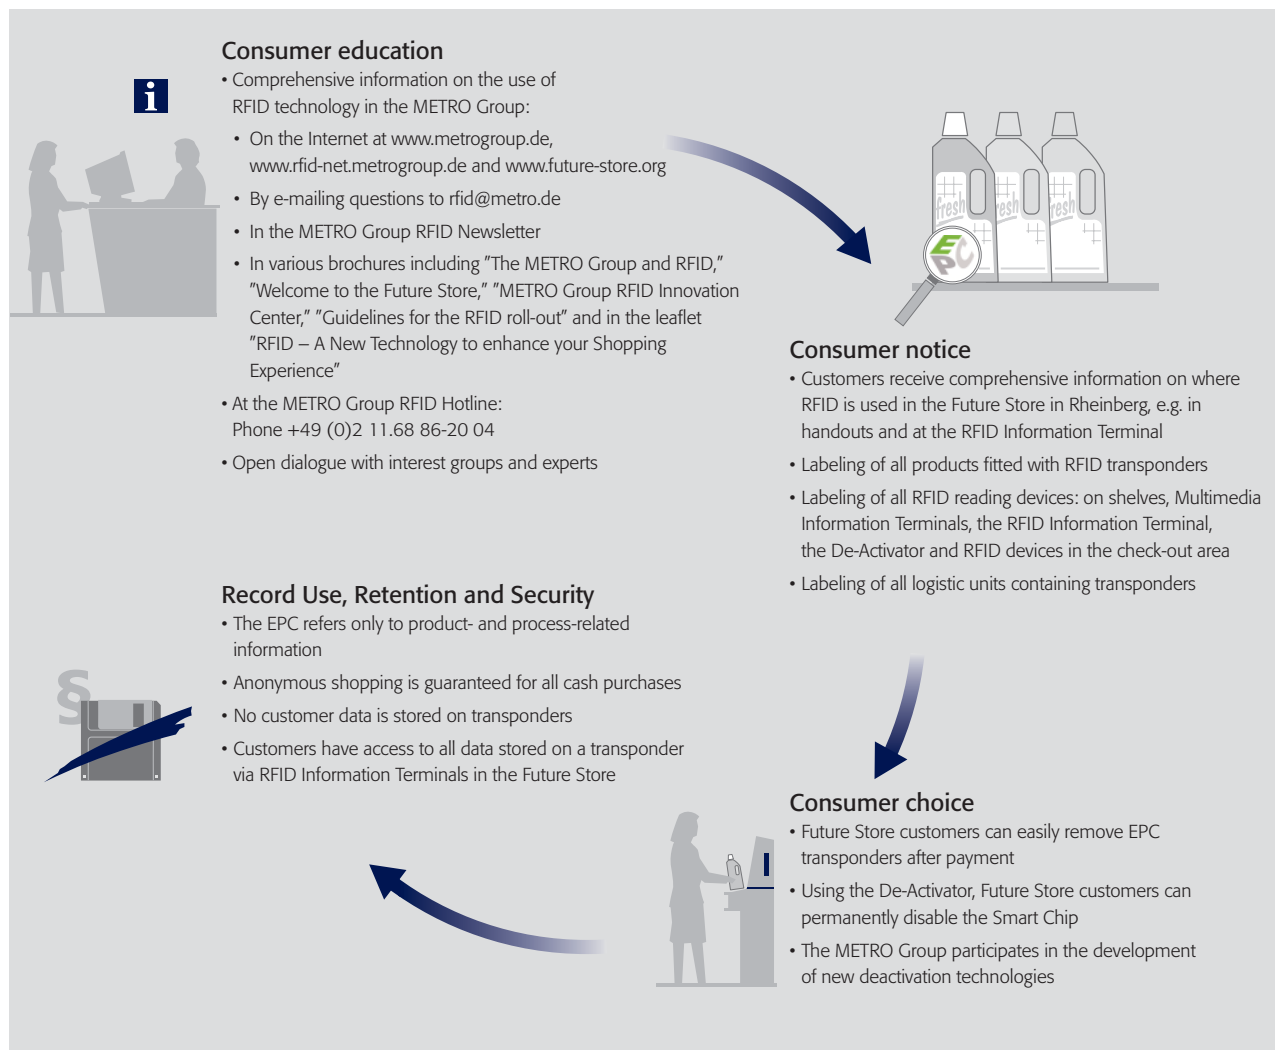 Consumer education
• Comprehensive information on the use of
RFID technology in the METRO Group:
• On the Internet at www.metrogroup.de,
www.rfid-net.metrogroup.de and www.future-store.org
• By e-mailing questions to rfid@metro.de
• In the METRO Group RFID Newsletter
• In various brochures including ”The METRO Group and RFID,”
”Welcome to the Future Store,” ”METRO Group RFID Innovation
Center,” ”Guidelines for the RFID roll-out” and in the leaflet
”RFID – A New Technology to enhance your Shopping
Experience”
• At the METRO Group RFID Hotline:
Phone +49 (0)2 11.68 86-20 04
• Open dialogue with interest groups and experts
i
fresh
resh
resh
EPC
Consumer notice
• Customers receive comprehensive information on where
RFID is used in the Future Store in Rheinberg, e.g. in
handouts and at the RFID Information Terminal
• Labeling of all products fitted with RFID transponders
• Labeling of all RFID reading devices: on shelves, Multimedia
Information Terminals, the RFID Information Terminal,
the De-Activator and RFID devices in the check-out area
• Labeling of all logistic units containing transponders
Consumer choice
• Future Store customers can easily remove EPC
transponders after payment
• Using the De-Activator, Future Store customers can
permanently disable the Smart Chip
• The METRO Group participates in the development
of new deactivation technologies
Record Use, Retention and Security
• The EPC refers only to product- and process-related
information
• Anonymous shopping is guaranteed for all cash purchases
• No customer data is stored on transponders
• Customers have access to all data stored on a transponder
via RFID Information Terminals in the Future Store
§